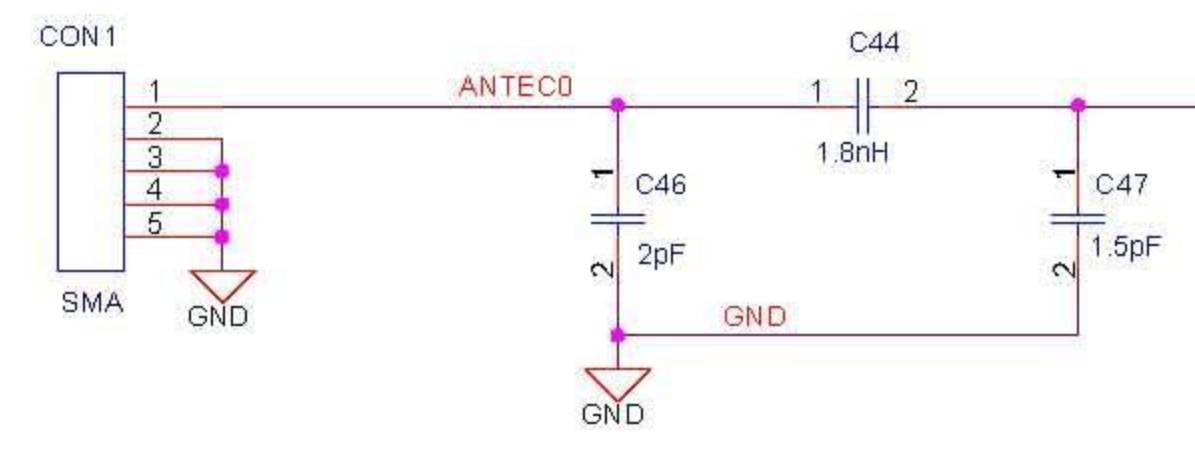 CON1
C44
ANTEC0
1
1 2
2
3
4
5
1
C46
2pF
2
1.8nH
1
C47
1.5pF
2
SMA
GND
GND
GND